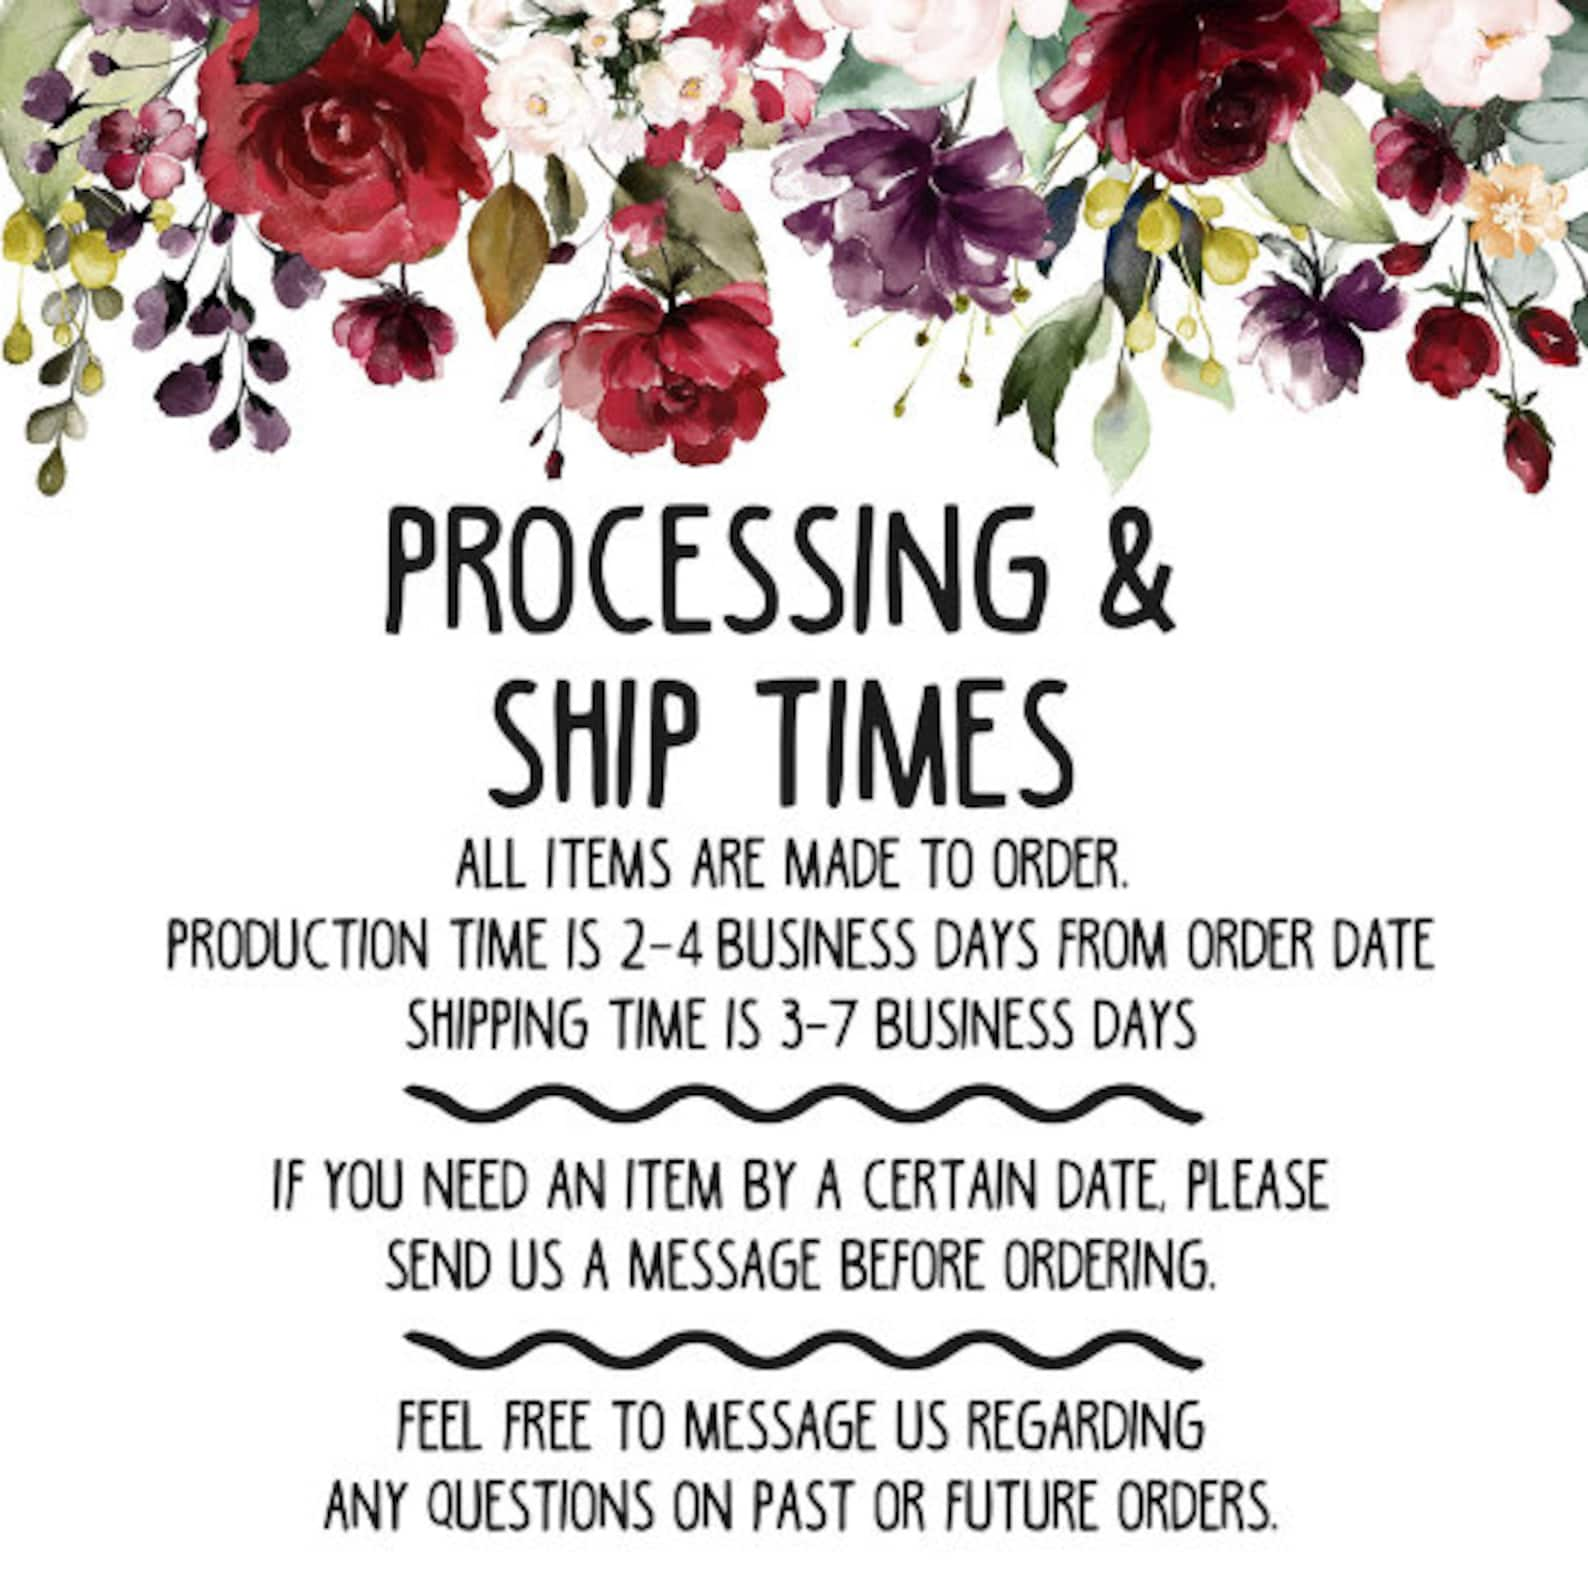 PROCESSING &
SHIP TIMES
ALL ITEMS ARE MADE TO ORDER.
PRODUCTION TIME IS 2-4 BUSINESS DAYS FROM ORDER DATE
SHIPPING TIME IS 3-7 BUSINESS DAYS
IF YOU NEED AN ITEM BY A CERTAIN DATE, PLEASE
SEND US A MESSAGE BEFORE ORDERING.
FEEL FREE TO MESSAGE US REGARDING
ANY QUESTIONS ON PAST OR FUTURE ORDERS.